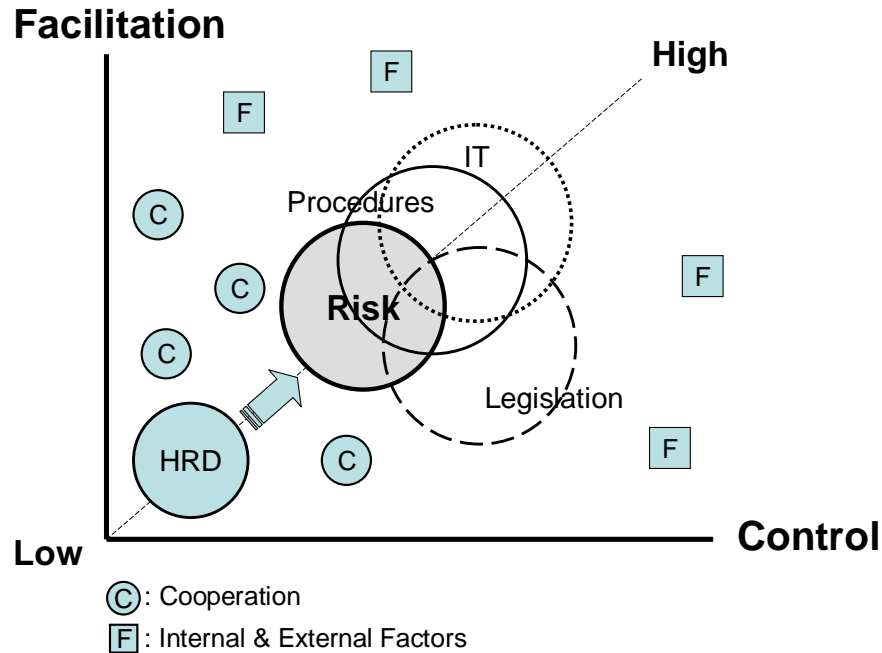 Facilitation
High
F
F
IT
Procedures
C
C
F
Risk
C
Legislation
HRD
C
F
Low
Control
C : Cooperation
F : Internal & External Factors